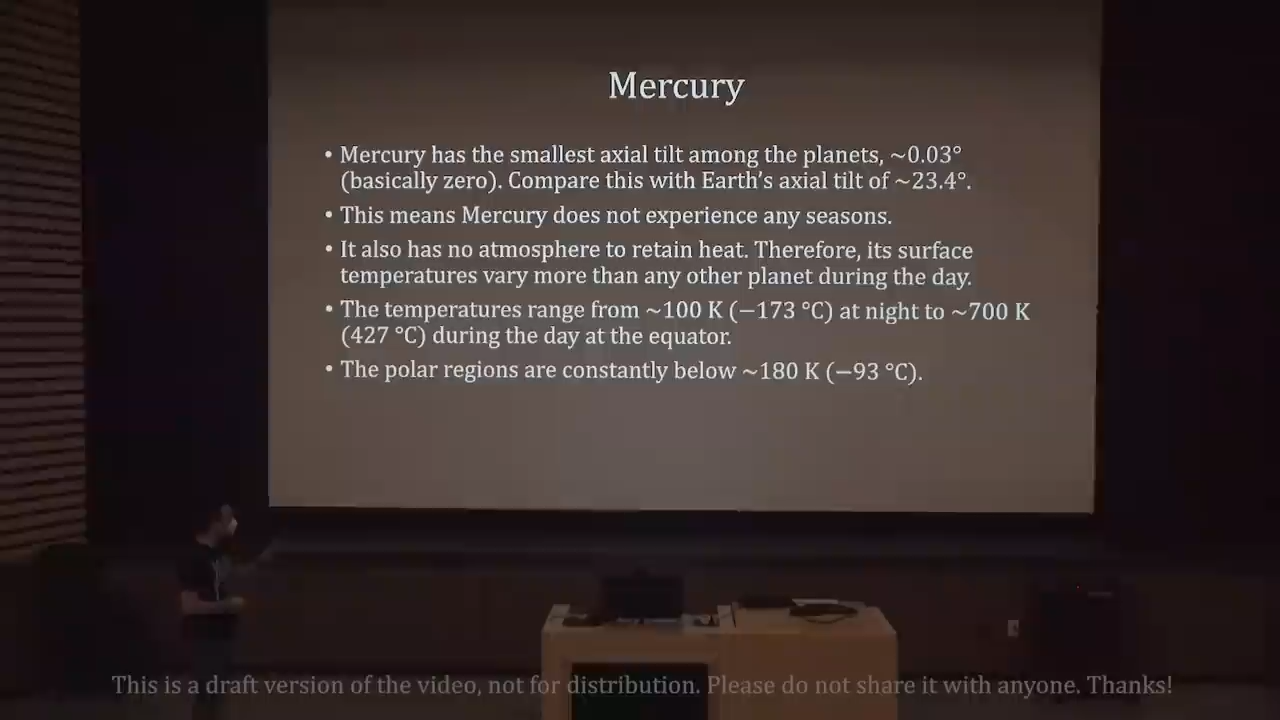 Mercury
• Mercury has the smallest axial tilt among the planets, ~0.03°
(basically zero). Compare this with Earth's axial tilt of ~23.4°.
• This means Mercury does not experience any seasons.
• It also has no atmosphere to retain heat. Therefore, its surface
temperatures vary more than any other planet during the day.
• The temperatures range from ~100 K (−173 °C) at night to ~700 K
(427 °C) during the day at the equator.
• The polar regions are constantly below ~180 K (−93 °C).
This is a draft version of the video, not for distribution. Please do not share it with anyone. Thanks!